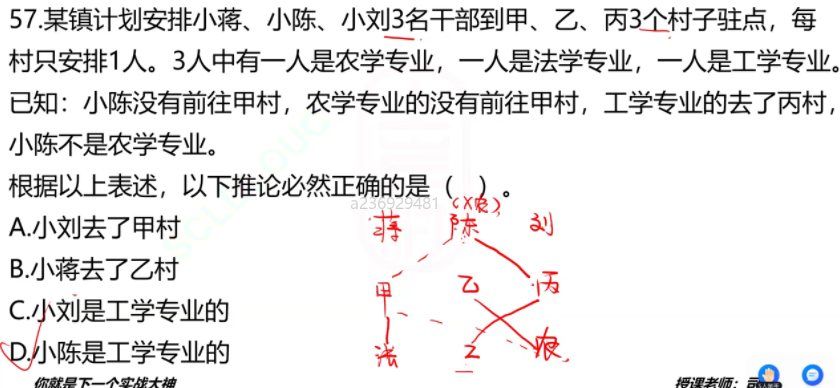 57.某镇计划安排小蒋、小陈、小刘3名干部到甲、乙、丙3个村子驻点，每
村只安排1人。3人中有一人是农学专业，一人是法学专业，一人是工学专业。
已知：小陈没有前往甲村，农学专业的没有前往甲村，工学专业的去了丙村，
小陈不是农学专业。
根据以上表述，以下推论必然正确的是（ ）。
a236929481
(X农)
A.小刘去了甲村
蒋 陈 刘
B.小蒋去了乙村
甲 乙 丙
C.小刘是工学专业的
D.小陈是工学专业的
法 工 农
你就是下一个实战大神
授课老师：司